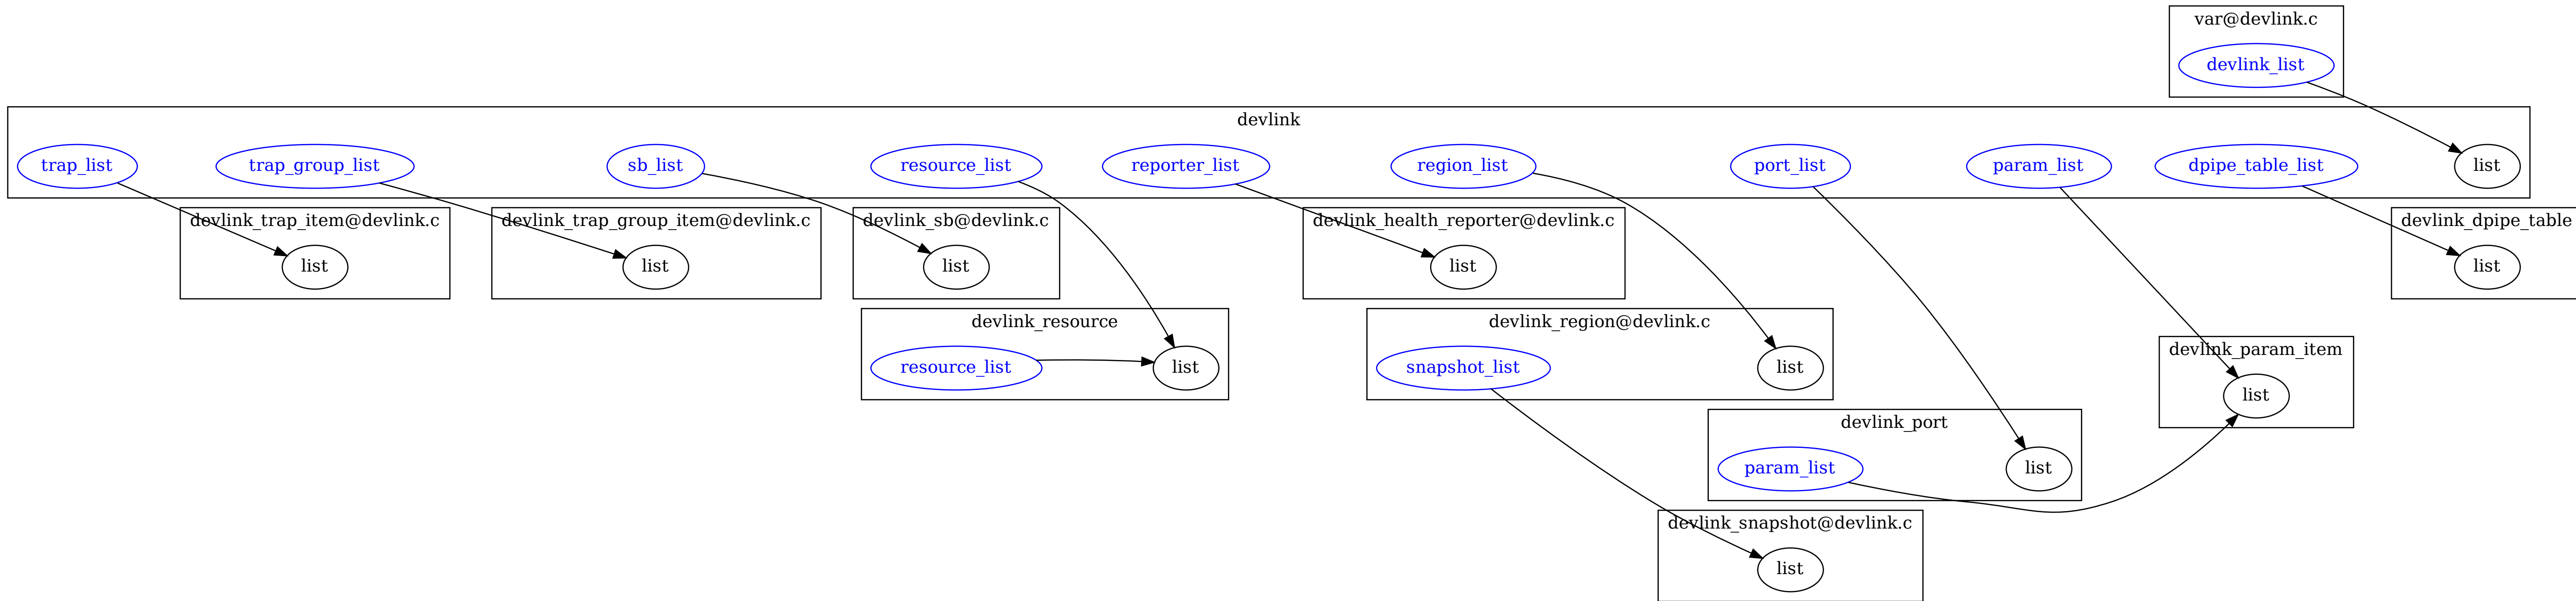 var@devlink.c
devlink_list
devlink
trap_list
trap_group_list
sb_list
resource_list
reporter_list
region_list
port_list
param_list
dpipe_table_list
list
devlink_trap_item@devlink.c
devlink_trap_group_item@devlink.c
devlink_sb@devlink.c
devlink_health_reporter@devlink.c
devlink_dpipe_table
list
list
list
list
list
devlink_resource
devlink_region@devlink.c
devlink_param_item
resource_list
list
snapshot_list
list
list
devlink_port
param_list
list
devlink_snapshot@devlink.c
list